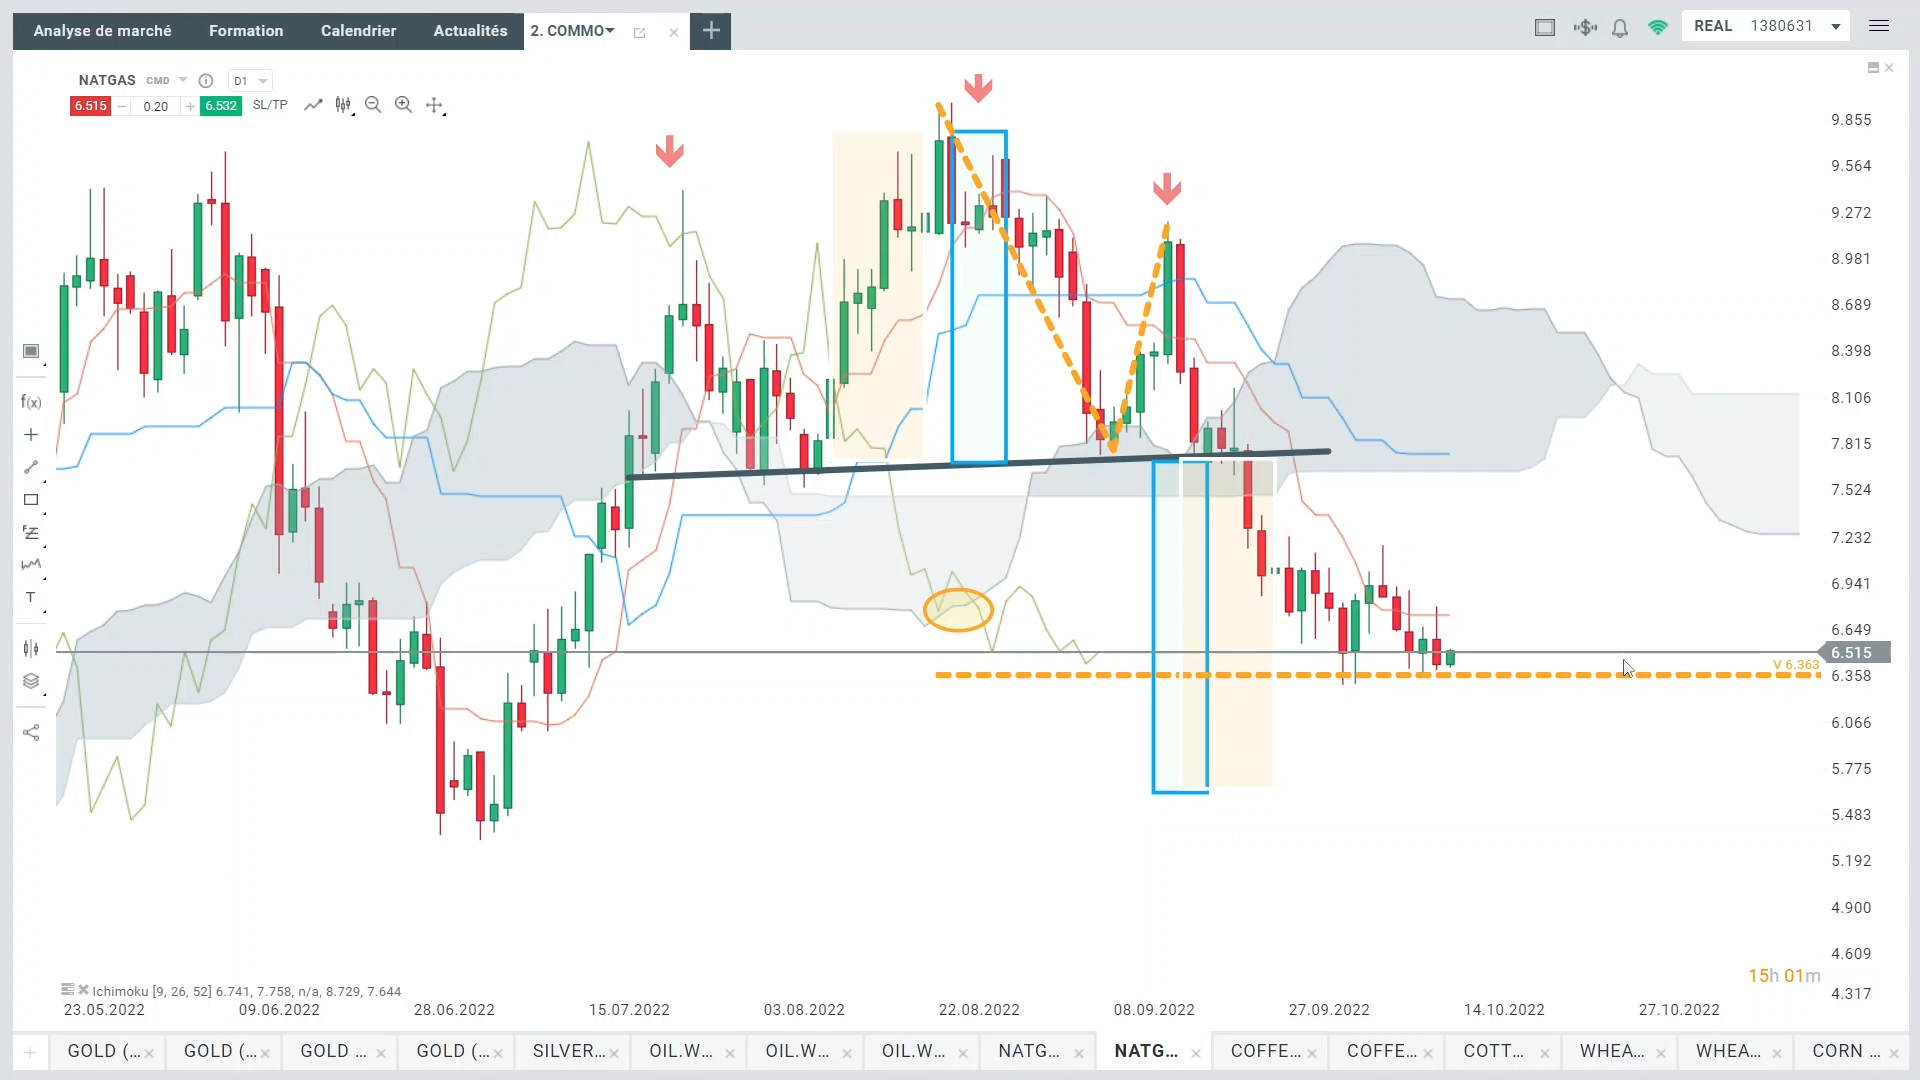 Analyse de marché Formation Calendrier Actualités 2. COMMO REAL 1380631
NATGAS CMD D1
6.515 0.20 6.532 SL/TP
9.855
9.564
9.272
8.981
8.689
8.398
8.106
7.815
7.524
7.232
6.941
6.649
6.515
V 6.363
6.358
6.066
5.775
5.483
5.192
4.900
4.609
4.317
f(x)
T
15h 01m
Ichimoku [9, 26, 52] 6.741, 7.758, n/a, 8.729, 7.644
23.05.2022 09.06.2022 28.06.2022 15.07.2022 03.08.2022 22.08.2022 08.09.2022 27.09.2022 14.10.2022 27.10.2022
GOLD (... GOLD (... GOLD ... GOLD (... SILVER... OIL.W... OIL.W... OIL.W... NATG... NATG... COFFE... COFFE... COTT... WHEA... WHEA... CORN ...